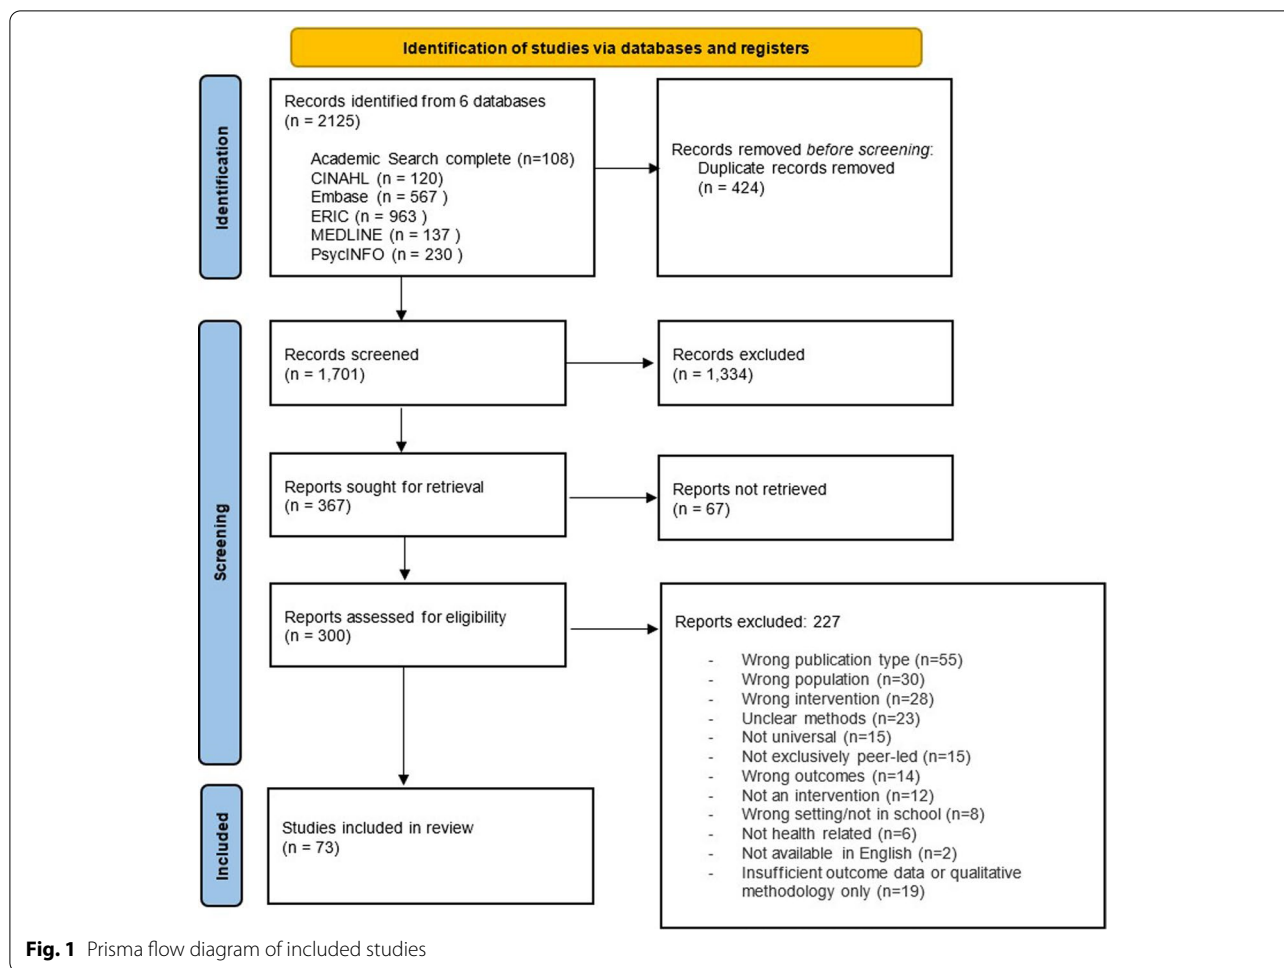 Identification of studies via databases and registers
Identification
Records identified from 6 databases
(n = 2125)
Academic Search complete (n=108)
CINAHL (n = 120)
Embase (n = 567)
ERIC (n = 963 )
MEDLINE (n = 137 )
PsycINFO (n = 230 )
Records removed before screening:
Duplicate records removed
(n = 424)
Screening
Records screened
(n = 1,701)
Records excluded
(n = 1,334)
Reports sought for retrieval
(n = 367)
Reports not retrieved
(n = 67)
Reports assessed for eligibility
(n = 300)
Reports excluded: 227
- Wrong publication type (n=55)
- Wrong population (n=30)
- Wrong intervention (n=28)
- Unclear methods (n=23)
- Not universal (n=15)
- Not exclusively peer-led (n=15)
- Wrong outcomes (n=14)
- Not an intervention (n=12)
- Wrong setting/not in school (n=8)
- Not health related (n=6)
- Not available in English (n=2)
- Insufficient outcome data or qualitative
methodology only (n=19)
Included
Studies included in review
(n = 73)
Fig. 1 Prisma flow diagram of included studies